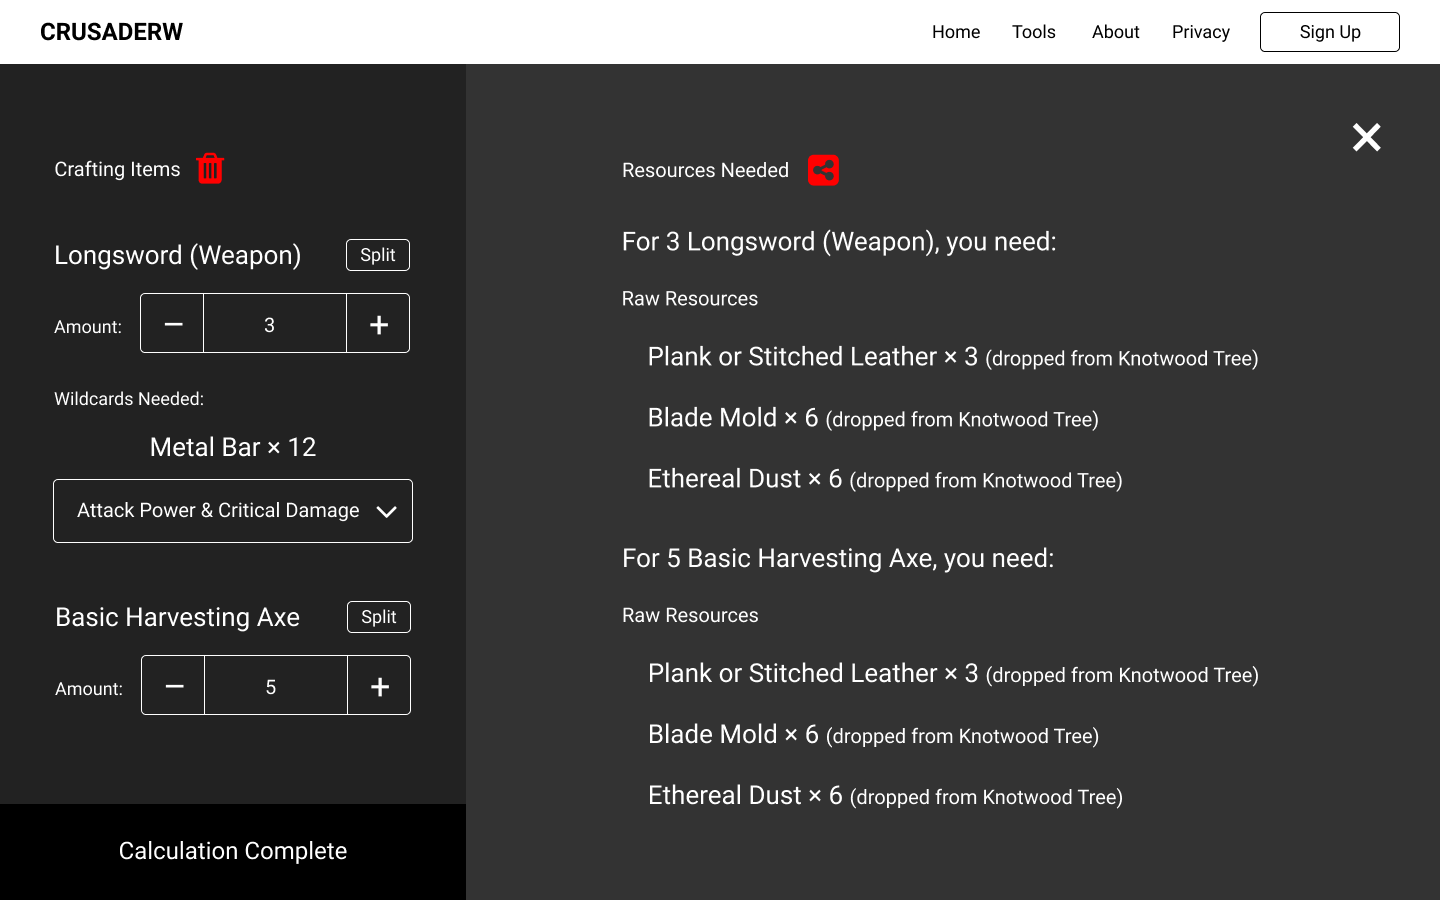 CRUSADERW
Home Tools About Privacy Sign Up
Crafting Items
Longsword (Weapon) Split
Amount: − 3 +
Wildcards Needed:
Metal Bar × 12
Attack Power & Critical Damage
Basic Harvesting Axe Split
Amount: − 5 +
Calculation Complete
Resources Needed
For 3 Longsword (Weapon), you need:
Raw Resources
Plank or Stitched Leather × 3 (dropped from Knotwood Tree)
Blade Mold × 6 (dropped from Knotwood Tree)
Ethereal Dust × 6 (dropped from Knotwood Tree)
For 5 Basic Harvesting Axe, you need:
Raw Resources
Plank or Stitched Leather × 3 (dropped from Knotwood Tree)
Blade Mold × 6 (dropped from Knotwood Tree)
Ethereal Dust × 6 (dropped from Knotwood Tree)